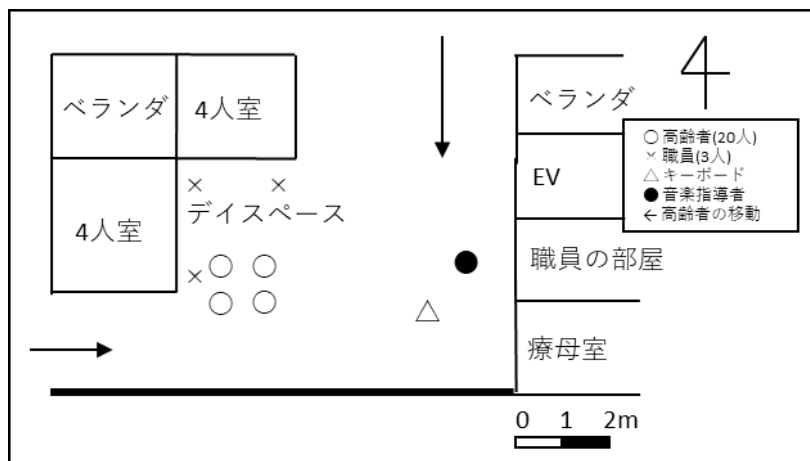 ベランダ
4人室
ベランダ
○高齢者(20人)
×職員(3人)
△キーボード
●音楽指導者
←高齢者の移動
EV
デイスペース
4人室
職員の部屋
療母室
0 1 2m